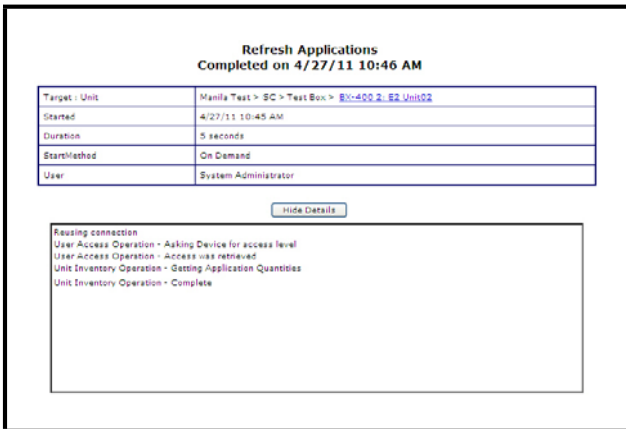 Refresh Applications
Completed on 4/27/11 10:46 AM
Target : Unit Manila Test > SC > Test Box > BX-400 2: E2 Unit02
Started 4/27/11 10:45 AM
Duration 5 seconds
StartMethod On Demand
User System Administrator
Hide Details
Reusing connection
User Access Operation - Asking Device for access level
User Access Operation - Access was retrieved
Unit Inventory Operation - Getting Application Quantities
Unit Inventory Operation - Complete